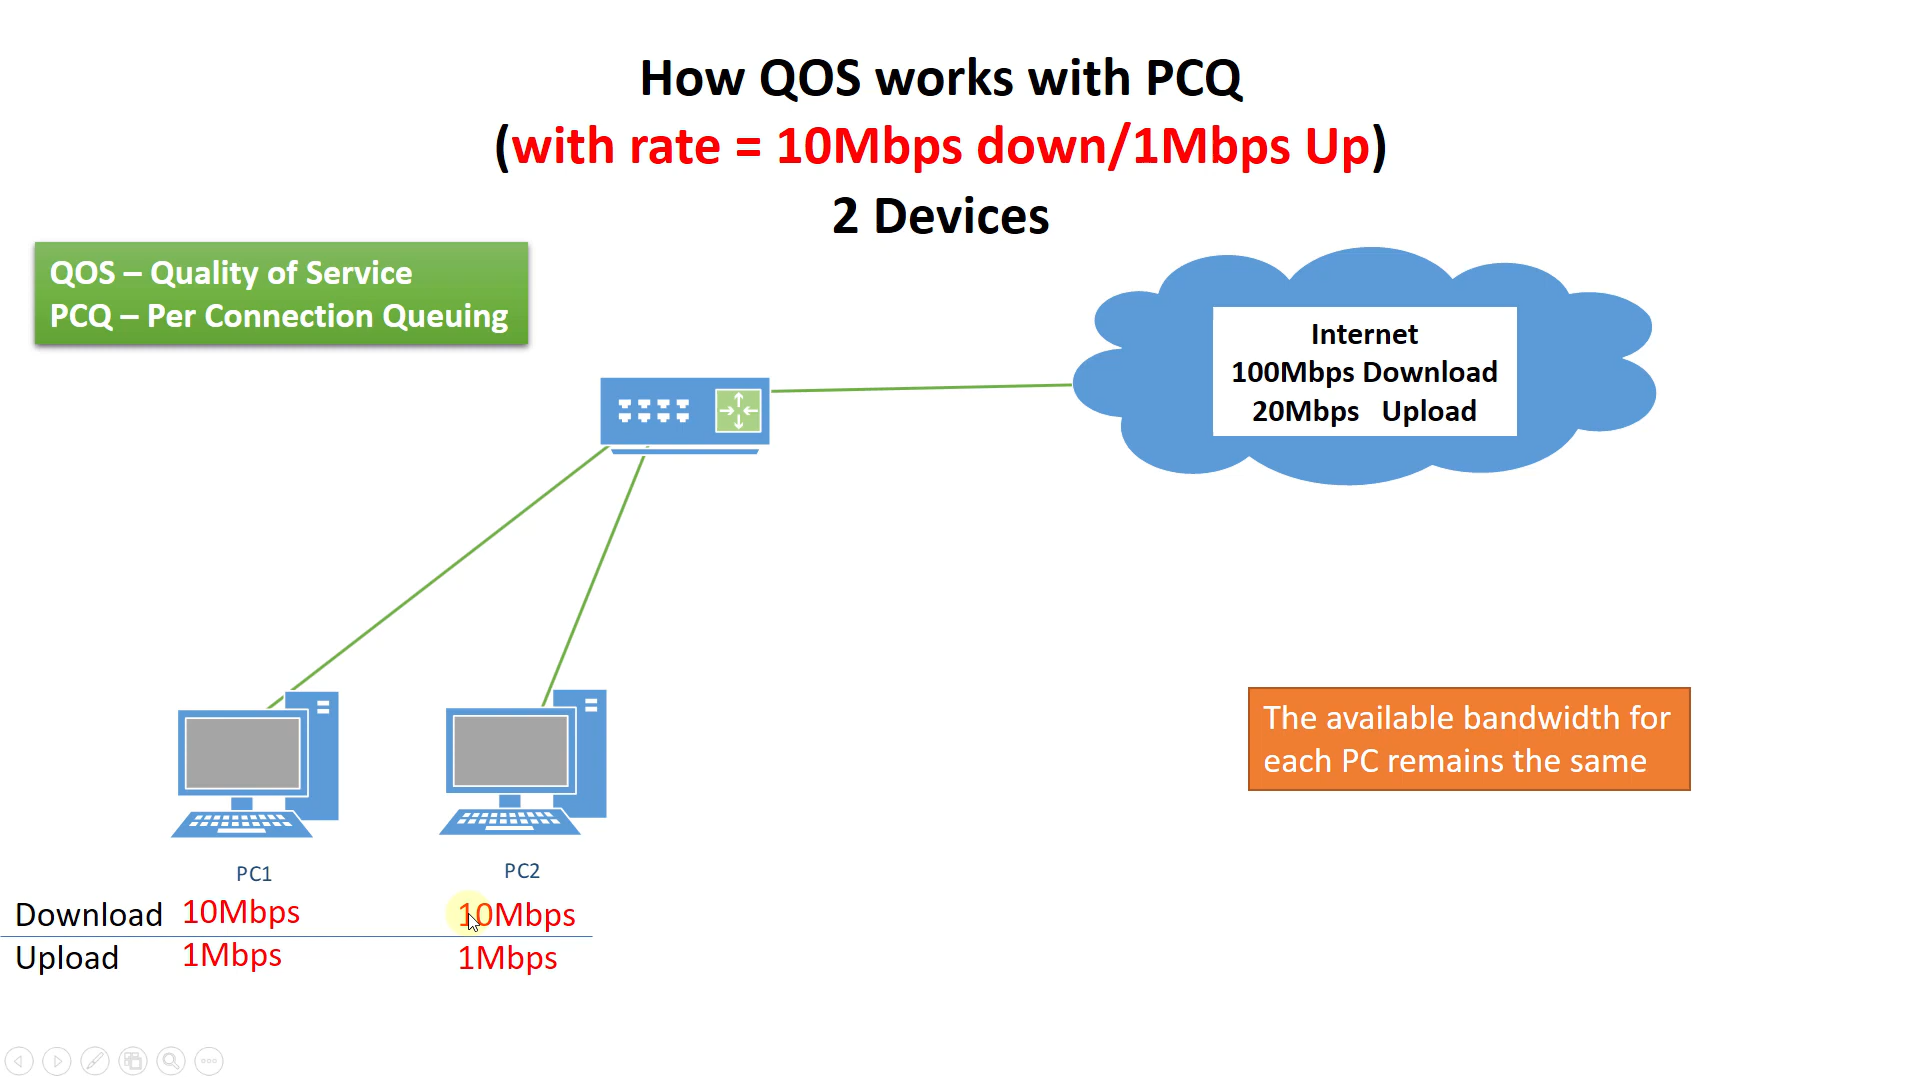 How QOS works with PCQ
(with rate = 10Mbps down/1Mbps Up)
2 Devices
QOS – Quality of Service
PCQ – Per Connection Queuing
Internet
100Mbps Download
20Mbps Upload
The available bandwidth for
each PC remains the same
PC1
PC2
Download 10Mbps 10Mbps
Upload 1Mbps 1Mbps